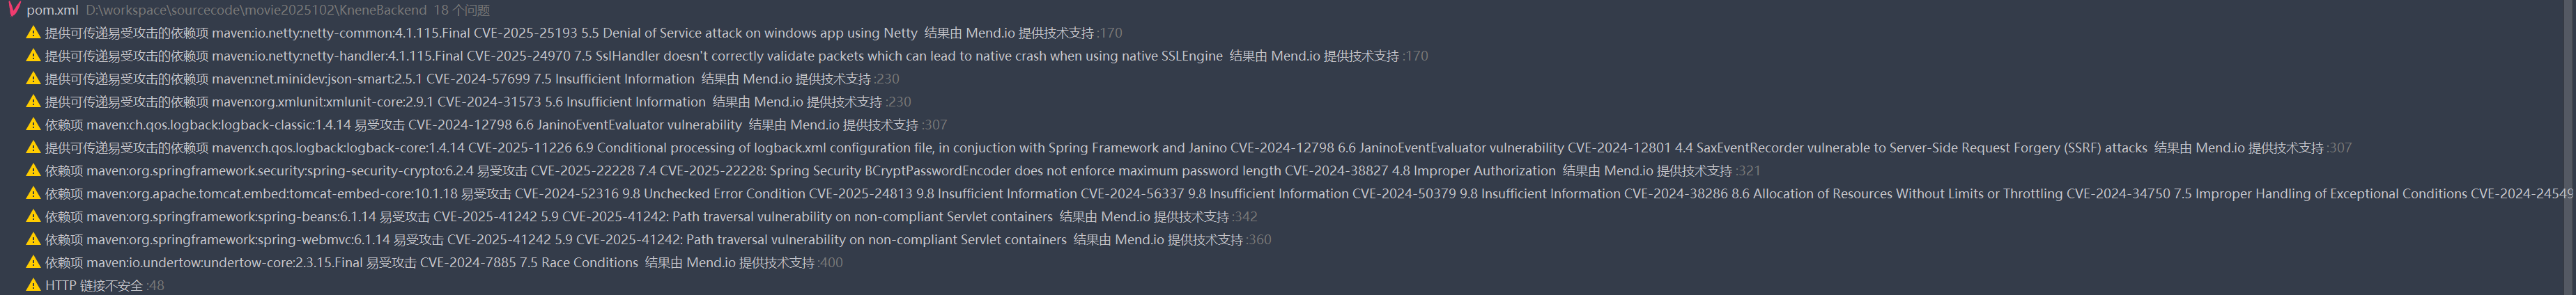 pom.xml D:\workspace\sourcecode\movie2025102\KneneBackend 18 个问题
提供可传递易受攻击的依赖项 maven:io.netty:netty-common:4.1.115.Final CVE-2025-25193 5.5 Denial of Service attack on windows app using Netty 结果由 Mend.io 提供技术支持 :170
提供可传递易受攻击的依赖项 maven:io.netty:netty-handler:4.1.115.Final CVE-2025-24970 7.5 SslHandler doesn't correctly validate packets which can lead to native crash when using native SSLEngine 结果由 Mend.io 提供技术支持 :170
提供可传递易受攻击的依赖项 maven:net.minidev:json-smart:2.5.1 CVE-2024-57699 7.5 Insufficient Information 结果由 Mend.io 提供技术支持 :230
提供可传递易受攻击的依赖项 maven:org.xmlunit:xmlunit-core:2.9.1 CVE-2024-31573 5.6 Insufficient Information 结果由 Mend.io 提供技术支持 :230
依赖项 maven:ch.qos.logback:logback-classic:1.4.14 易受攻击 CVE-2024-12798 6.6 JaninoEventEvaluator vulnerability 结果由 Mend.io 提供技术支持 :307
提供可传递易受攻击的依赖项 maven:ch.qos.logback:logback-core:1.4.14 CVE-2025-11226 6.9 Conditional processing of logback.xml configuration file, in conjuction with Spring Framework and Janino CVE-2024-12798 6.6 JaninoEventEvaluator vulnerability CVE-2024-12801 4.4 SaxEventRecorder vulnerable to Server-Side Request Forgery (SSRF) attacks 结果由 Mend.io 提供技术支持 :307
依赖项 maven:org.springframework.security:spring-security-crypto:6.2.4 易受攻击 CVE-2025-22228 7.4 CVE-2025-22228: Spring Security BCryptPasswordEncoder does not enforce maximum password length CVE-2024-38827 4.8 Improper Authorization 结果由 Mend.io 提供技术支持 :321
依赖项 maven:org.apache.tomcat.embed:tomcat-embed-core:10.1.18 易受攻击 CVE-2024-52316 9.8 Unchecked Error Condition CVE-2025-24813 9.8 Insufficient Information CVE-2024-56337 9.8 Insufficient Information CVE-2024-50379 9.8 Insufficient Information CVE-2024-38286 8.6 Allocation of Resources Without Limits or Throttling CVE-2024-34750 7.5 Improper Handling of Exceptional Conditions CVE-2024-24549
依赖项 maven:org.springframework:spring-beans:6.1.14 易受攻击 CVE-2025-41242 5.9 CVE-2025-41242: Path traversal vulnerability on non-compliant Servlet containers 结果由 Mend.io 提供技术支持 :342
依赖项 maven:org.springframework:spring-webmvc:6.1.14 易受攻击 CVE-2025-41242 5.9 CVE-2025-41242: Path traversal vulnerability on non-compliant Servlet containers 结果由 Mend.io 提供技术支持 :360
依赖项 maven:io.undertow:undertow-core:2.3.15.Final 易受攻击 CVE-2024-7885 7.5 Race Conditions 结果由 Mend.io 提供技术支持 :400
HTTP 链接不安全 :48